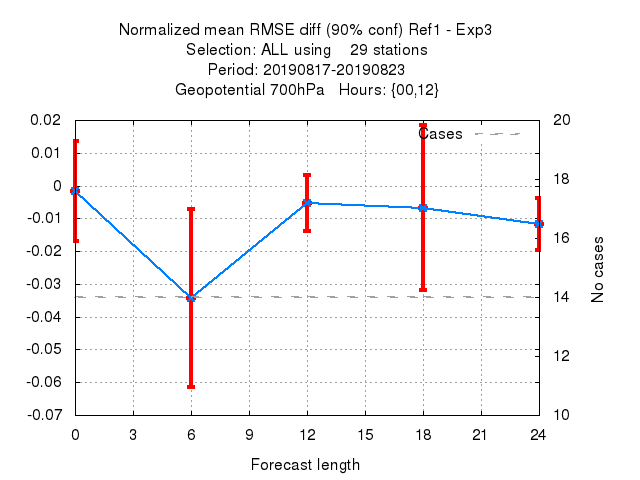 Normalized mean RMSE diff (90% conf) Ref1 - Exp3
Selection: ALL using    29 stations
Period: 20190817-20190823
Geopotential 700hPa   Hours: {00,12}
Cases
0.02
0.01
0
-0.01
-0.02
-0.03
-0.04
-0.05
-0.06
-0.07
20
18
16
14
12
10
No cases
0 3 6 9 12 15 18 21 24
Forecast length